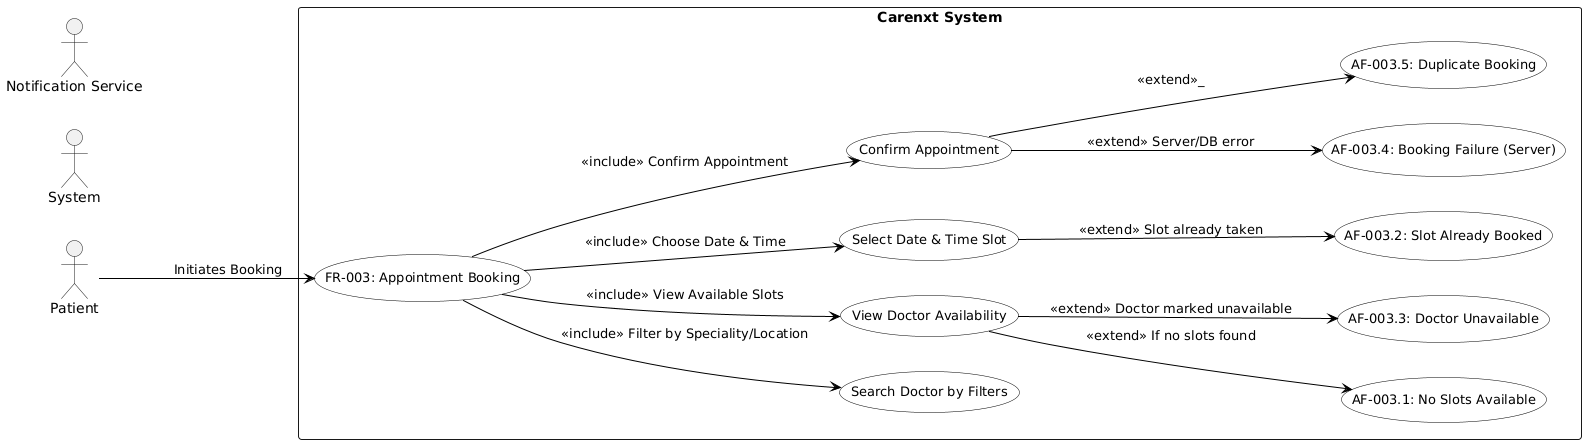 Carenxt System
Notification Service
System
Patient
Initiates Booking
FR-003: Appointment Booking
«include» Confirm Appointment
«include» Choose Date & Time
«include» View Available Slots
«include» Filter by Speciality/Location
Confirm Appointment
Select Date & Time Slot
View Doctor Availability
Search Doctor by Filters
«extend»_
«extend» Server/DB error
«extend» Slot already taken
«extend» Doctor marked unavailable
«extend» If no slots found
AF-003.5: Duplicate Booking
AF-003.4: Booking Failure (Server)
AF-003.2: Slot Already Booked
AF-003.3: Doctor Unavailable
AF-003.1: No Slots Available